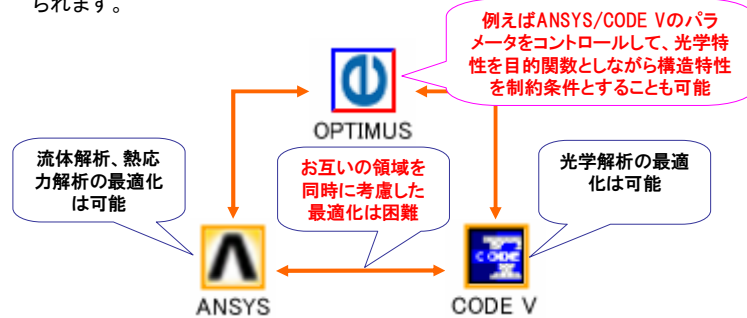 られます。
例えばANSYS/CODE Vのパラ
メータをコントロールして、光学特
性を目的関数としながら構造特性
を制約条件とすることも可能
OPTIMUS
流体解析、熱応
力解析の最適化
は可能
お互いの領域を
同時に考慮した
最適化は困難
光学解析の最適
化は可能
CODE
ANSYS
CODE V